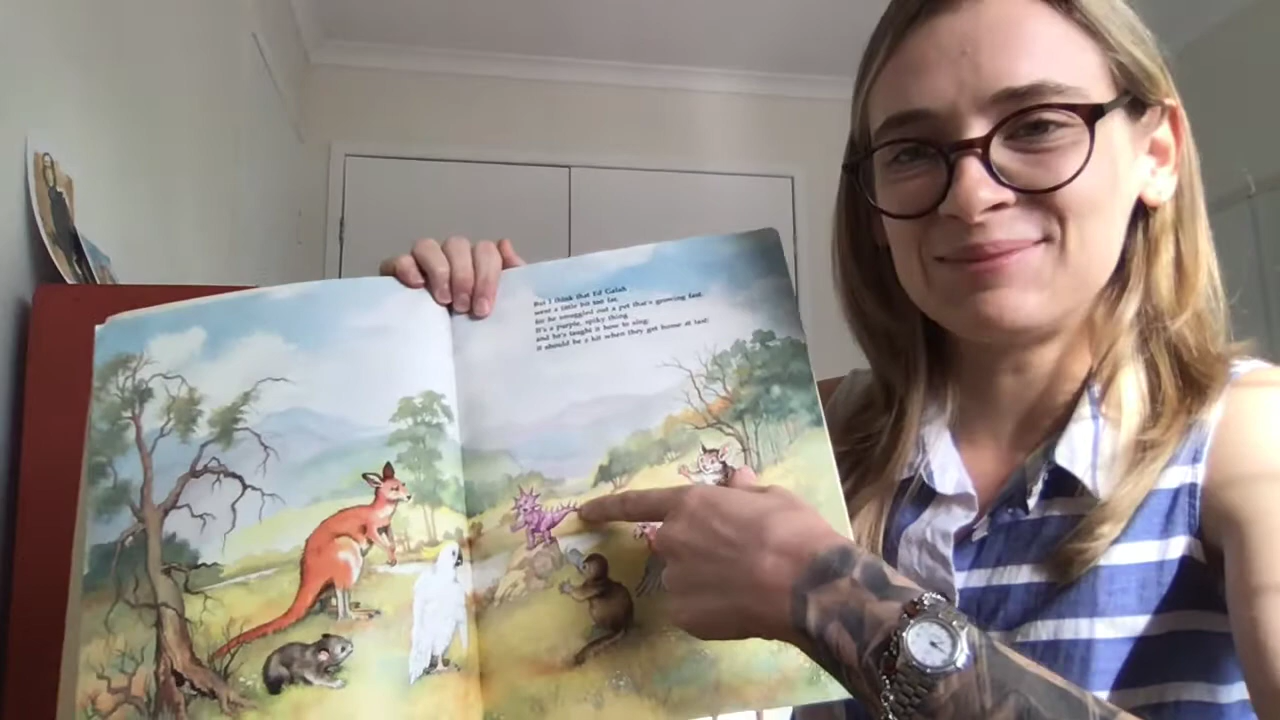 But I think that Ed Galah
went a little bit too far,
for he smuggled out a pet that's growing fast.
It's a purple, spiky thing
and he's taught it how to sing;
it should be a hit when they get home at last!